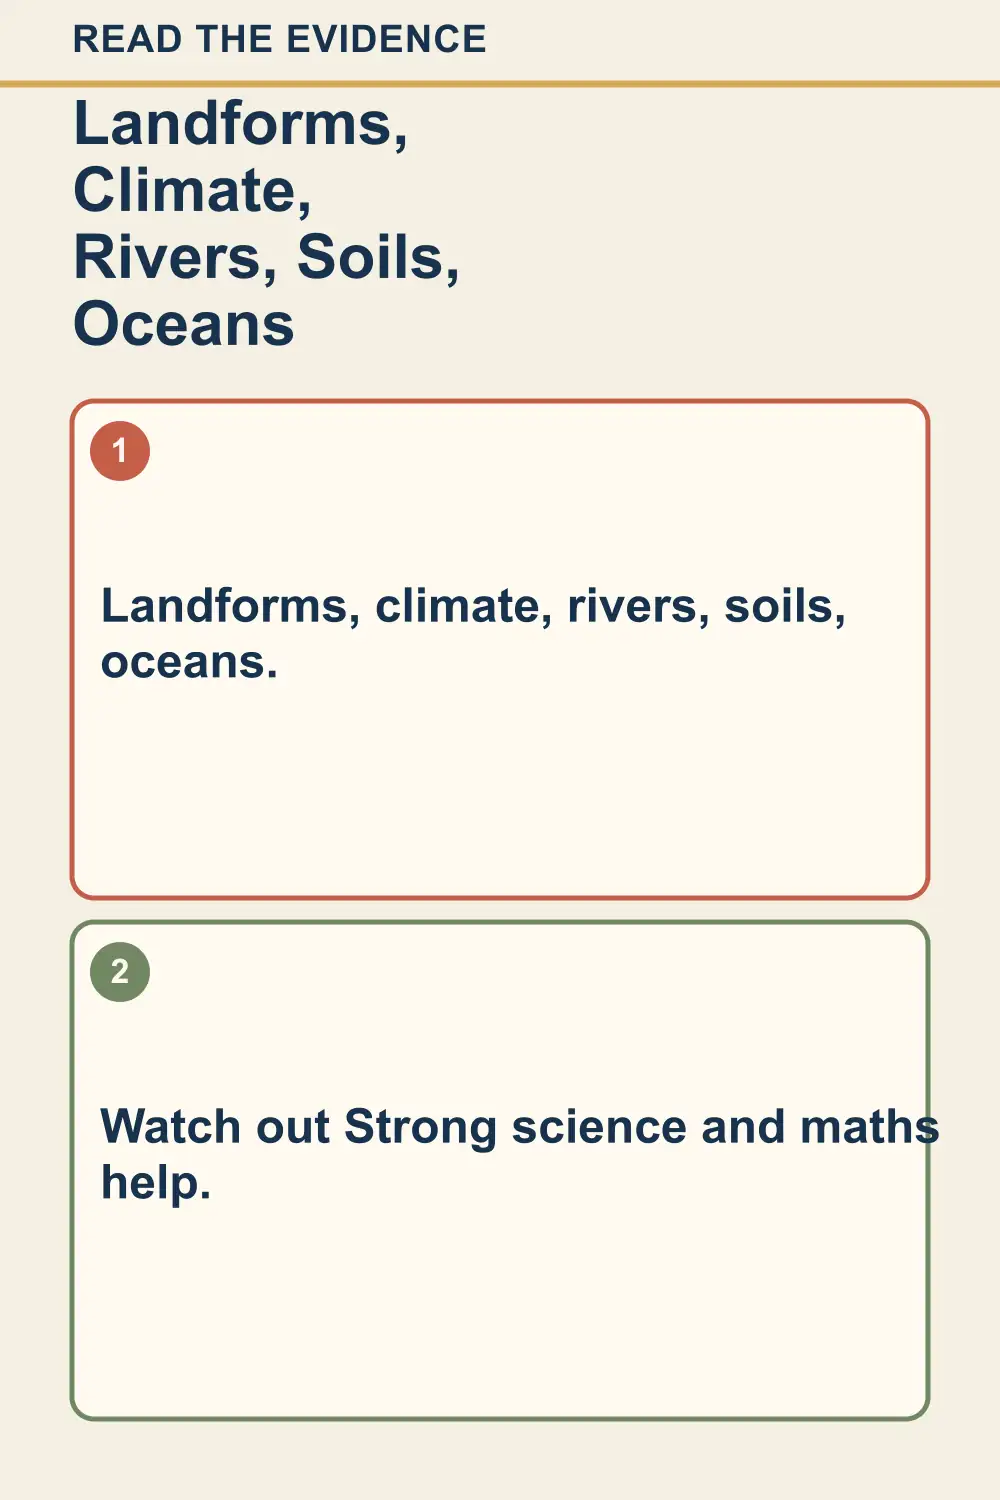 READ THE EVIDENCE
Landforms,
Climate,
Rivers, Soils,
Oceans
1
Landforms, climate, rivers, soils,
oceans.
2
Watch out Strong science and maths
help.